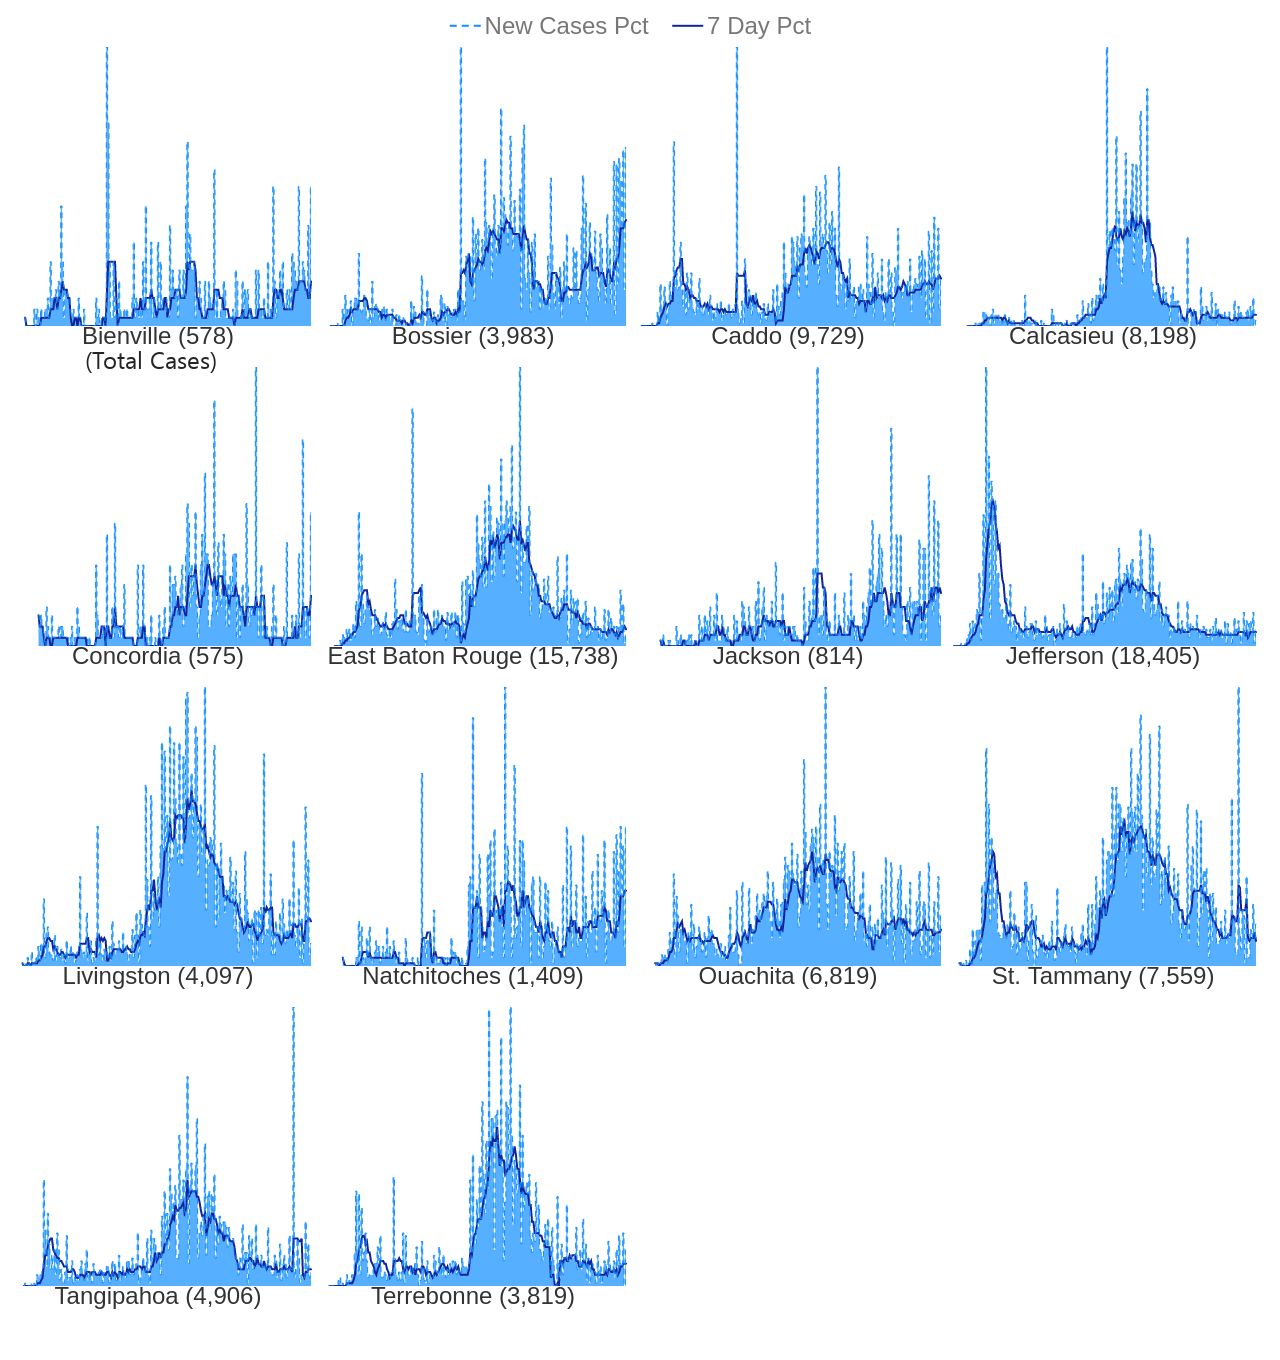 New Cases Pct 7 Day Pct
Bienville (578) Bossier (3,983) Caddo (9,729) Calcasieu (8,198)
(Total Cases)
Concordia (575) East Baton Rouge (15,738) Jackson (814) Jefferson (18,405)
Livingston (4,097) Natchitoches (1,409) Ouachita (6,819) St. Tammany (7,559)
Tangipahoa (4,906) Terrebonne (3,819)